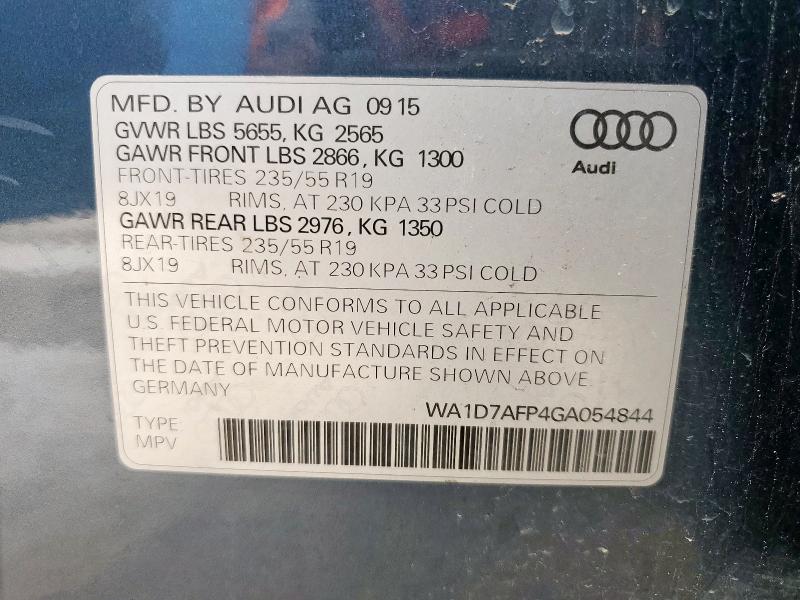 MFD. BY AUDI AG 09 15
GVWR LBS 5655, KG 2565
GAWR FRONT LBS 2866, KG 1300
FRONT-TIRES 235/55 R19
8JX19 RIMS, AT 230 KPA 33 PSI COLD
GAWR REAR LBS 2976, KG 1350
REAR-TIRES 235/55 R19
8JX19 RIMS, AT 230 KPA 33 PSI COLD
Audi
THIS VEHICLE CONFORMS TO ALL APPLICABLE
U.S. FEDERAL MOTOR VEHICLE SAFETY AND
THEFT PREVENTION STANDARDS IN EFFECT ON
THE DATE OF MANUFACTURE SHOWN ABOVE.
GERMANY
WA1D7AFP4GA054844
TYPE
MPV